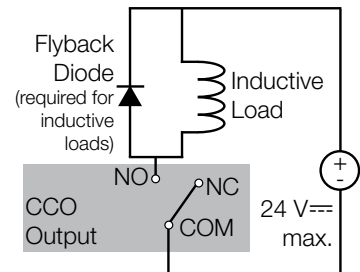 Flyback
Diode
(required for
inductive
loads)
Inductive
Load
NO
NC
COM
CCO
Output
+
-
24 V⎓
max.